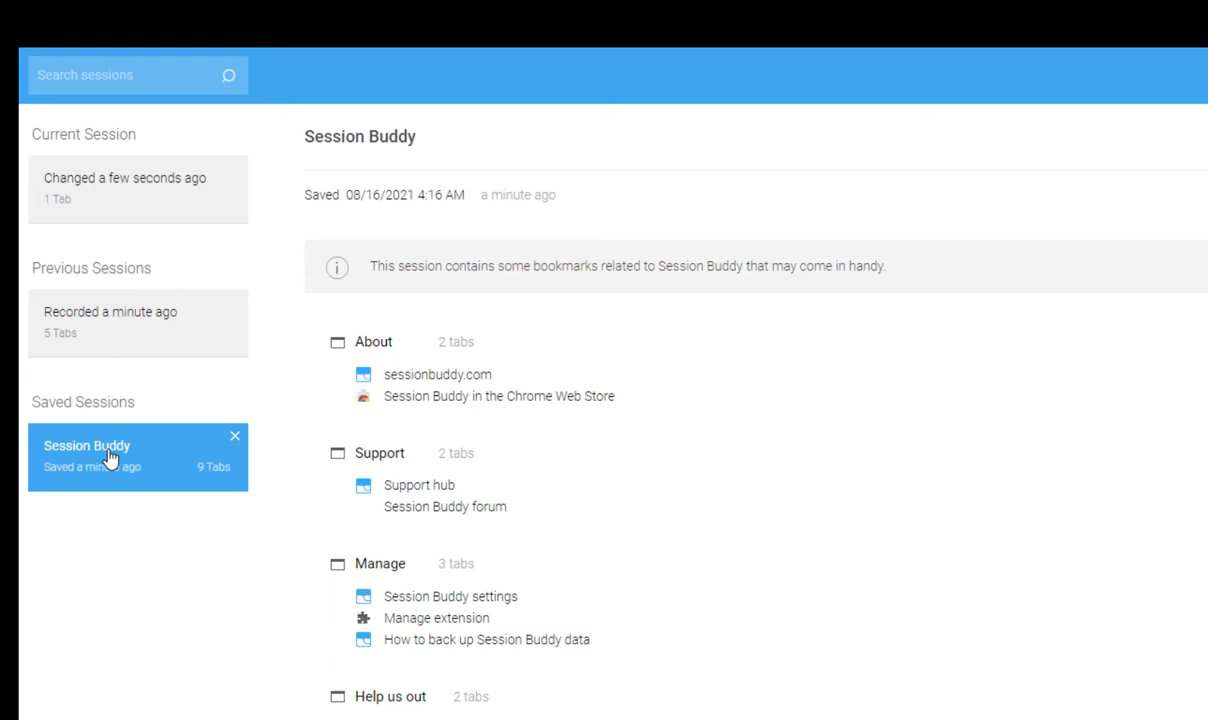 Search sessions
Current Session
Changed a few seconds ago
1 Tab
Previous Sessions
Recorded a minute ago
5 Tabs
Saved Sessions
Session Buddy
Saved a minute ago 9 Tabs
Session Buddy
Saved 08/16/2021 4:16 AM a minute ago
This session contains some bookmarks related to Session Buddy that may come in handy.
About 2 tabs
sessionbuddy.com
Session Buddy in the Chrome Web Store
Support 2 tabs
Support hub
Session Buddy forum
Manage 3 tabs
Session Buddy settings
Manage extension
How to back up Session Buddy data
Help us out 2 tabs